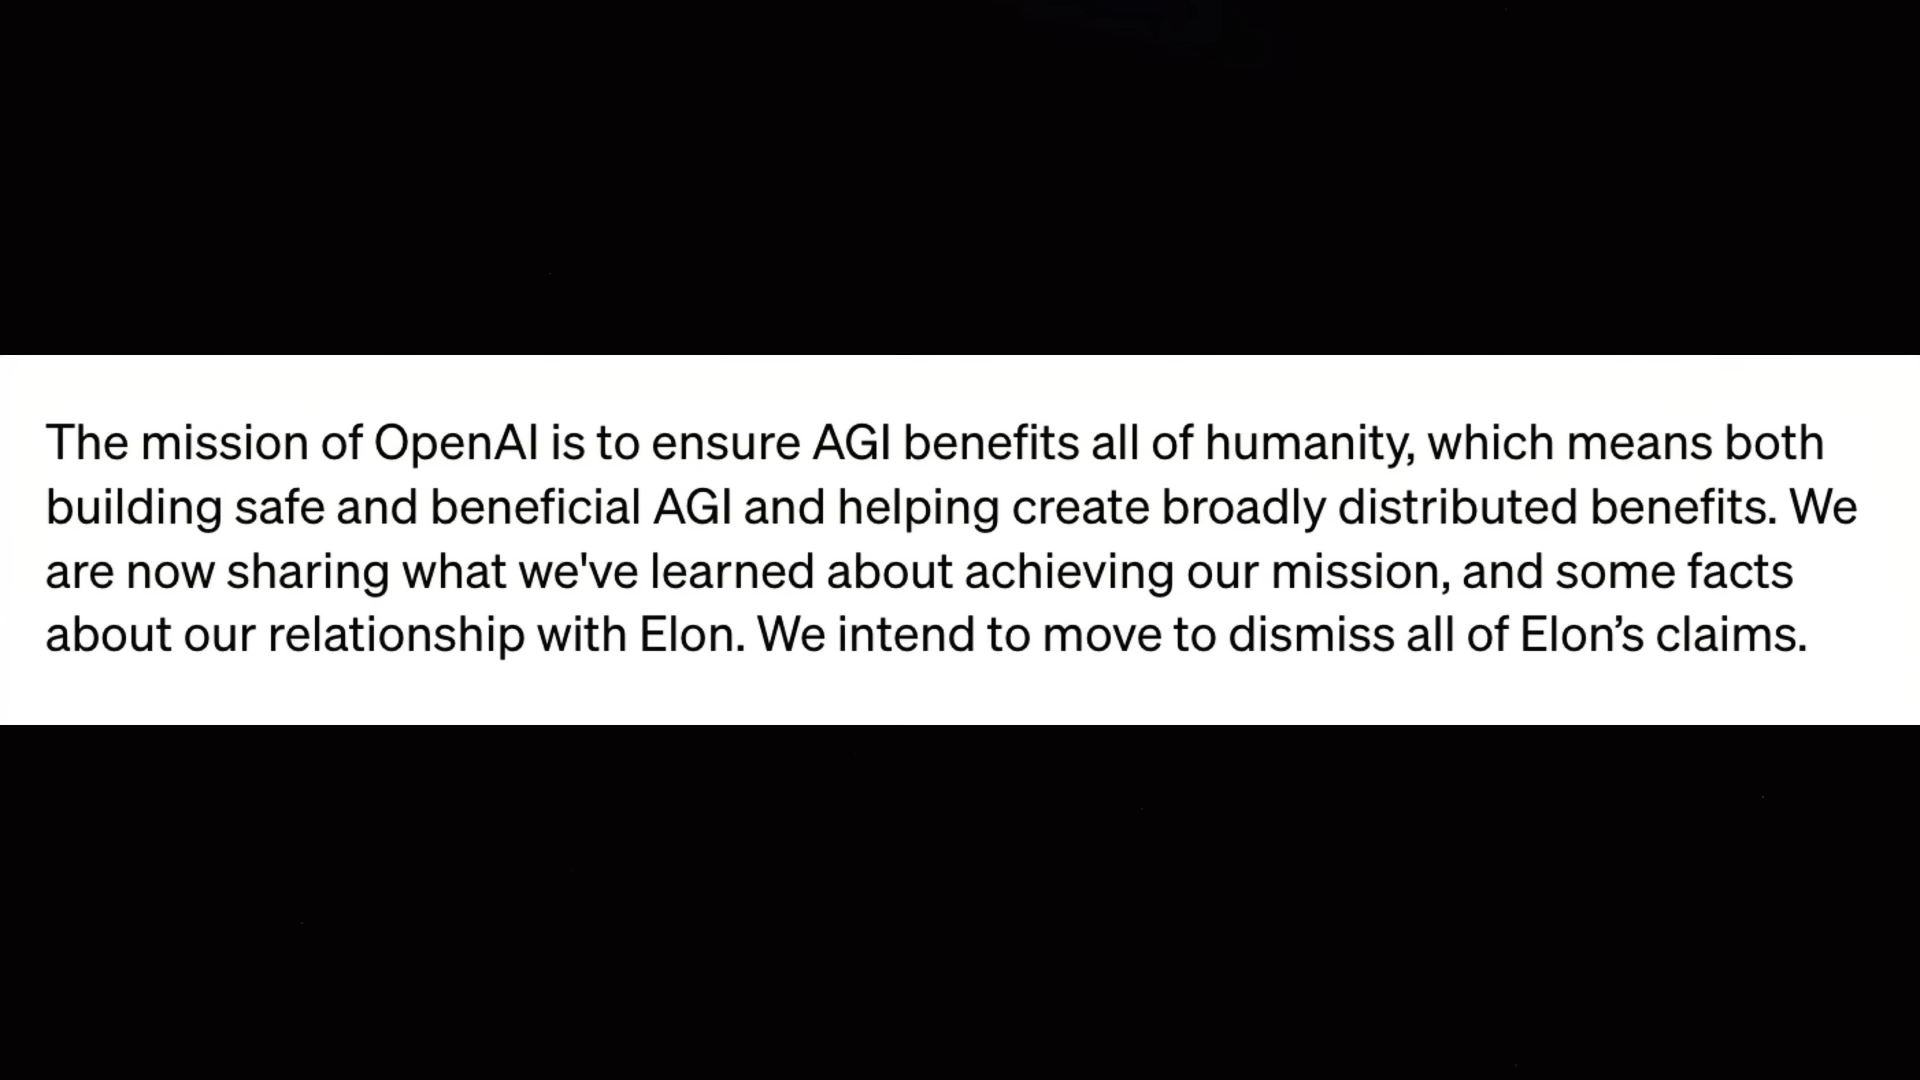 The mission of OpenAI is to ensure AGI benefits all of humanity, which means both
building safe and beneficial AGI and helping create broadly distributed benefits. We
are now sharing what we've learned about achieving our mission, and some facts
about our relationship with Elon. We intend to move to dismiss all of Elon’s claims.